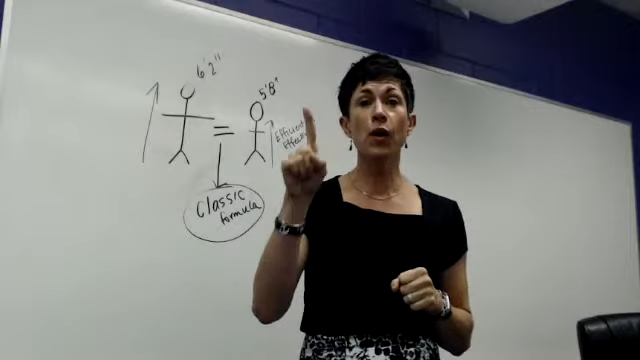 6'2"
5'8"
=
Efficient
Classic
formula